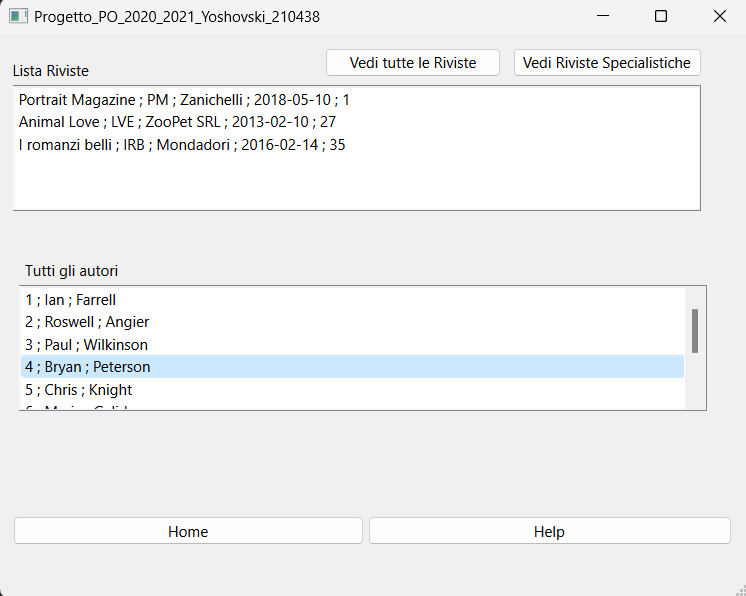 Progetto_PO_2020_2021_Yoshovski_210438
Lista Riviste
Vedi tutte le Riviste
Vedi Riviste Specialistiche
Portrait Magazine ; PM ; Zanichelli ; 2018-05-10 ; 1
Animal Love ; LVE ; ZooPet SRL ; 2013-02-10 ; 27
I romanzi belli ; IRB ; Mondadori ; 2016-02-14 ; 35
Tutti gli autori
1 ; Ian ; Farrell
2 ; Roswell ; Angier
3 ; Paul ; Wilkinson
4 ; Bryan ; Peterson
5 ; Chris ; Knight
Home
Help